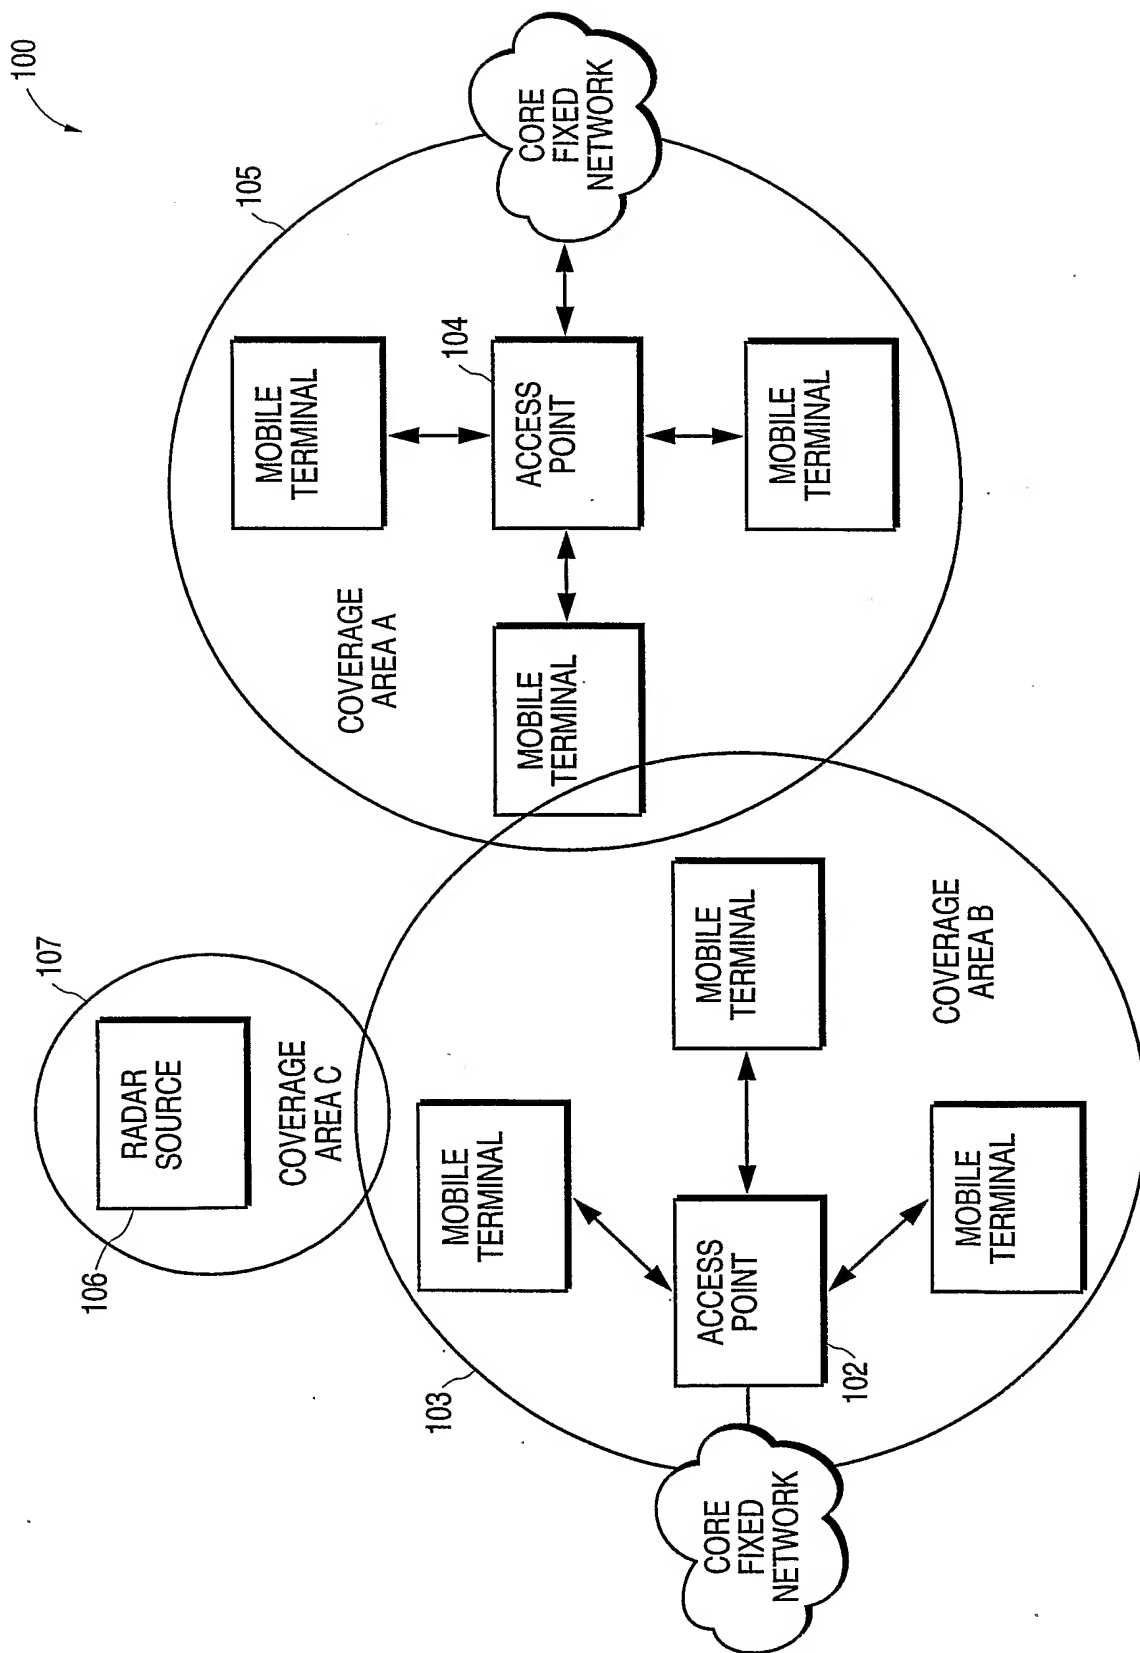 100
105
CORE
FIXED
NETWORK
MOBILE
TERMINAL
104
ACCESS
POINT
MOBILE
TERMINAL
COVERAGE
AREA A
MOBILE
TERMINAL
107
RADAR
SOURCE
106
COVERAGE
AREA C
MOBILE
TERMINAL
MOBILE
TERMINAL
COVERAGE
AREA B
103
ACCESS
POINT
102
MOBILE
TERMINAL
CORE
FIXED
NETWORK